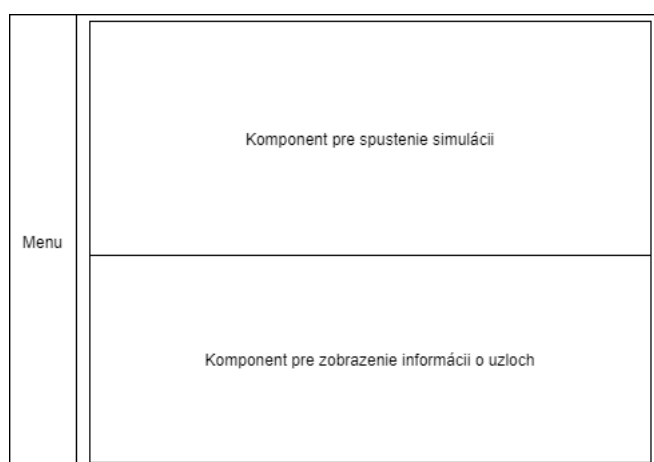 Komponent pre spustenie simulácii
Menu
Komponent pre zobrazenie informácii o uzloch